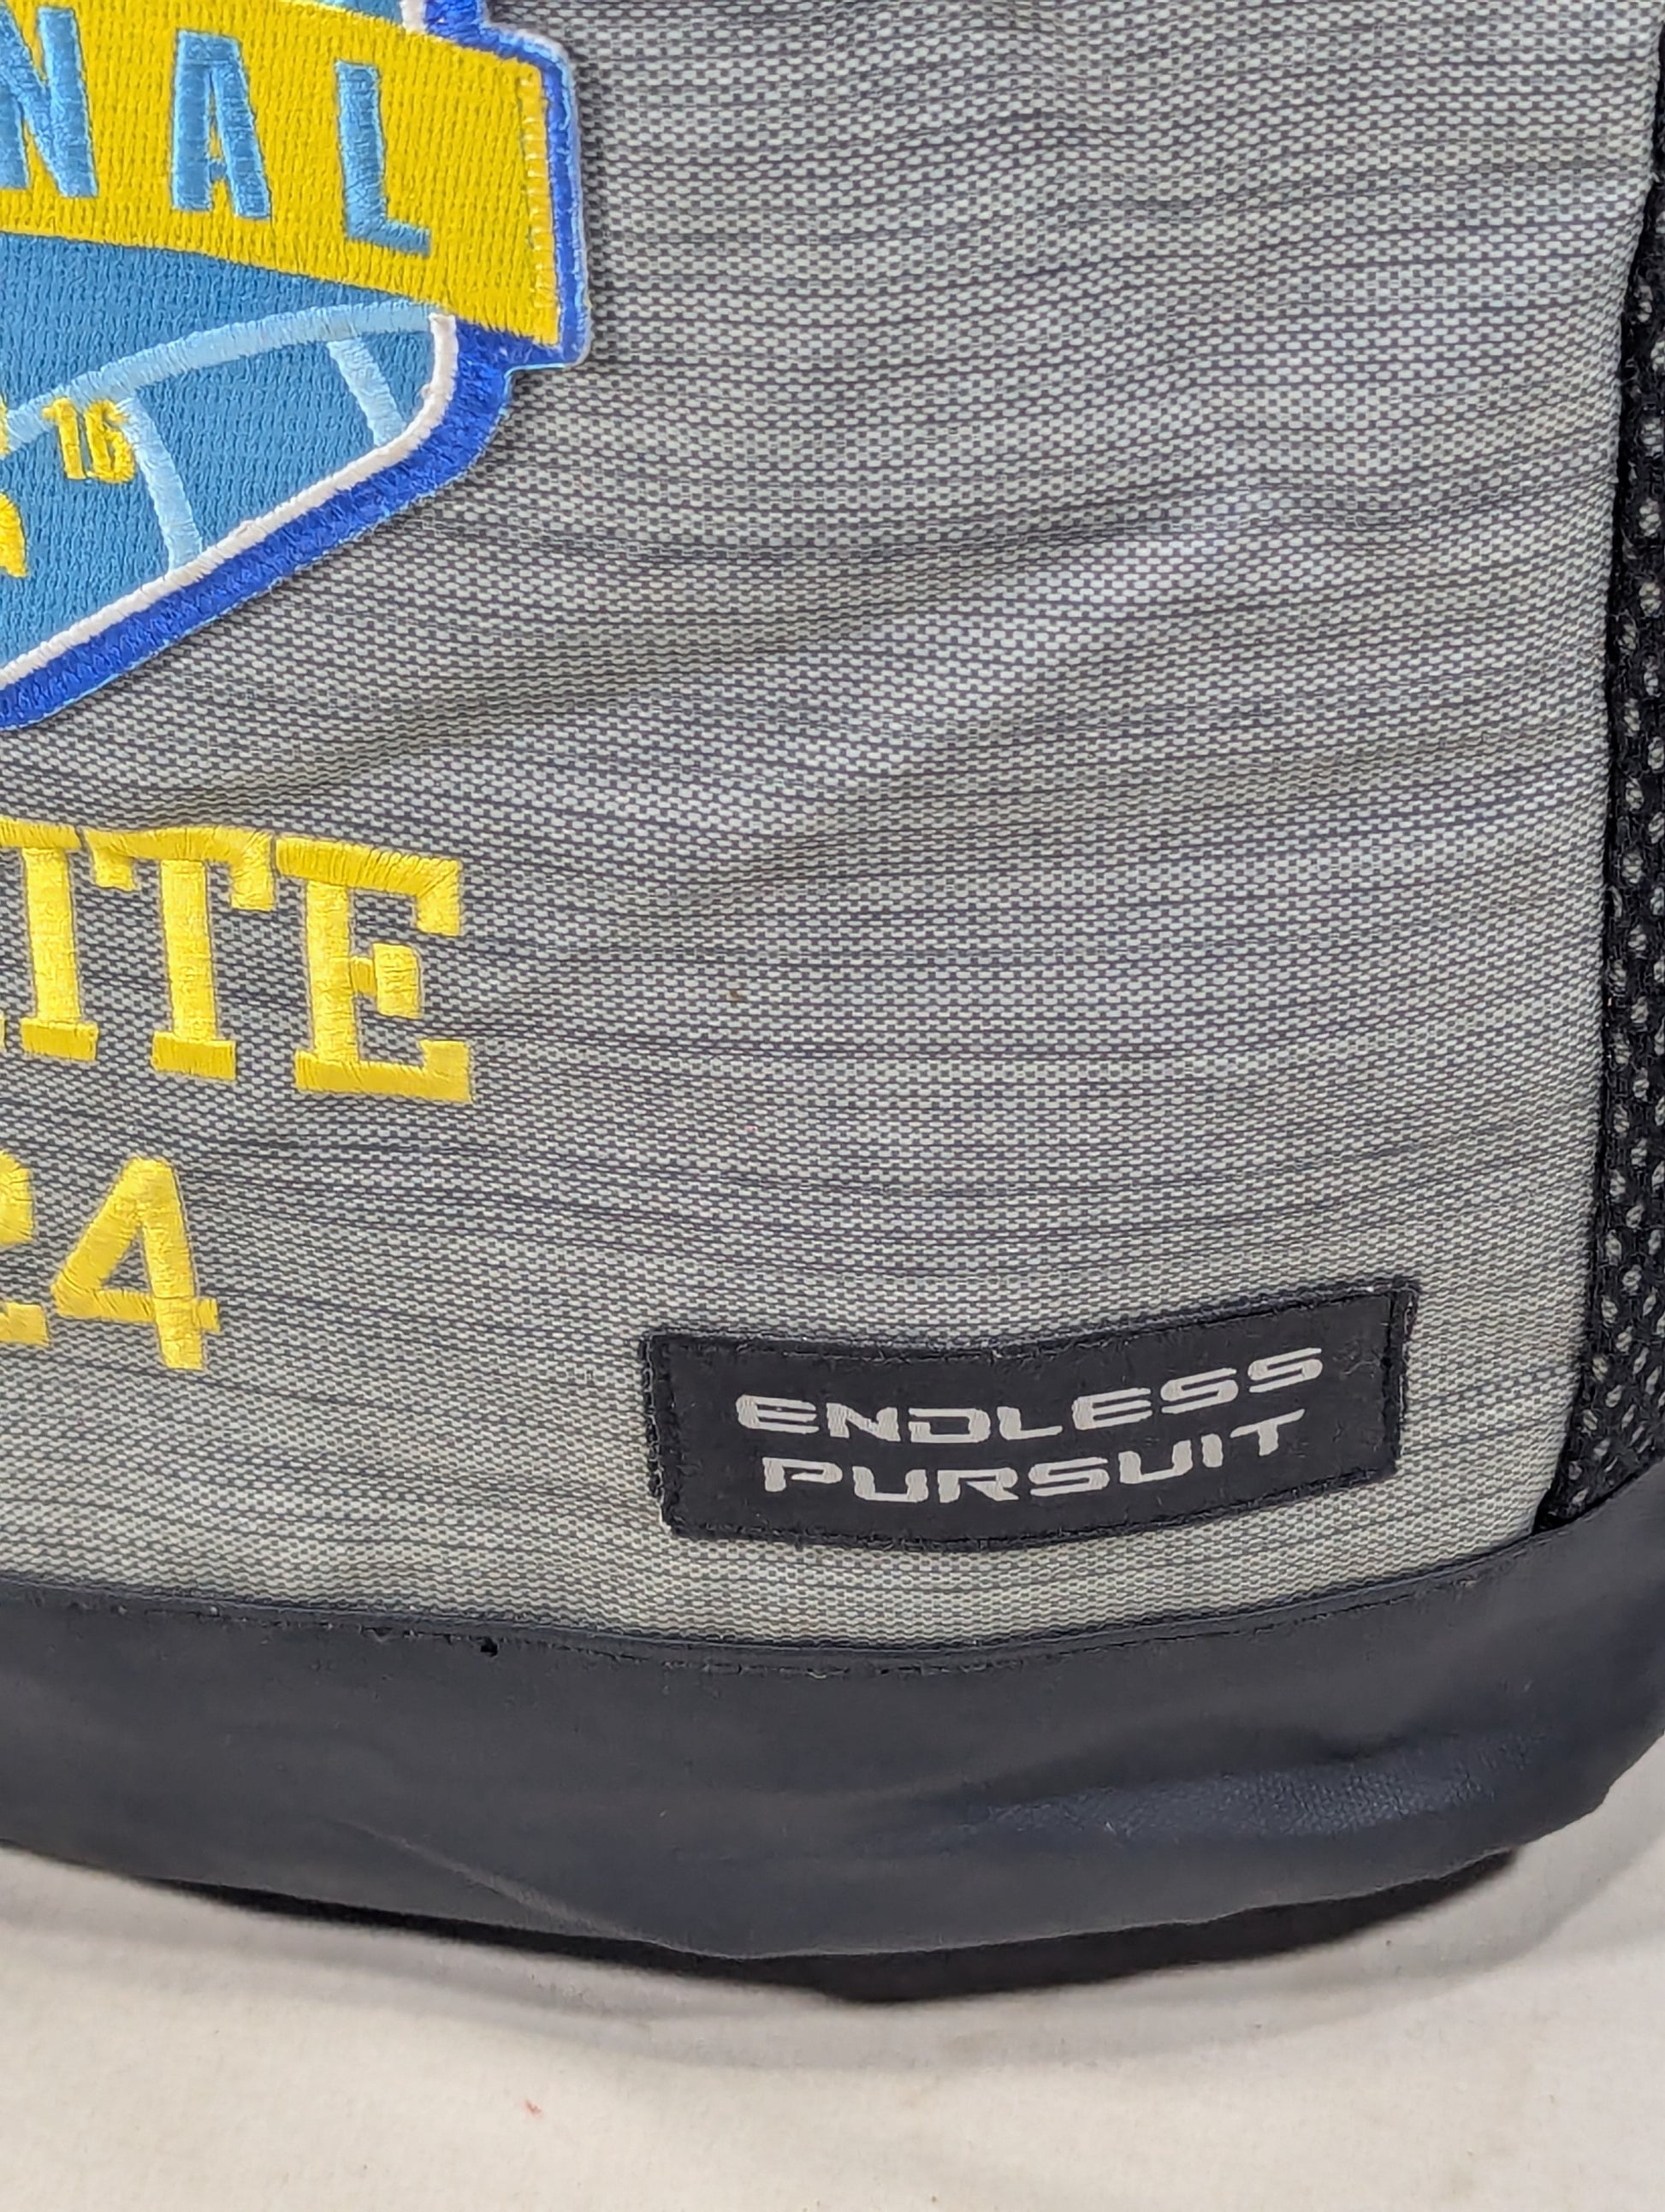 NAL
16
ITE
24
ENDLESS
PURSUIT